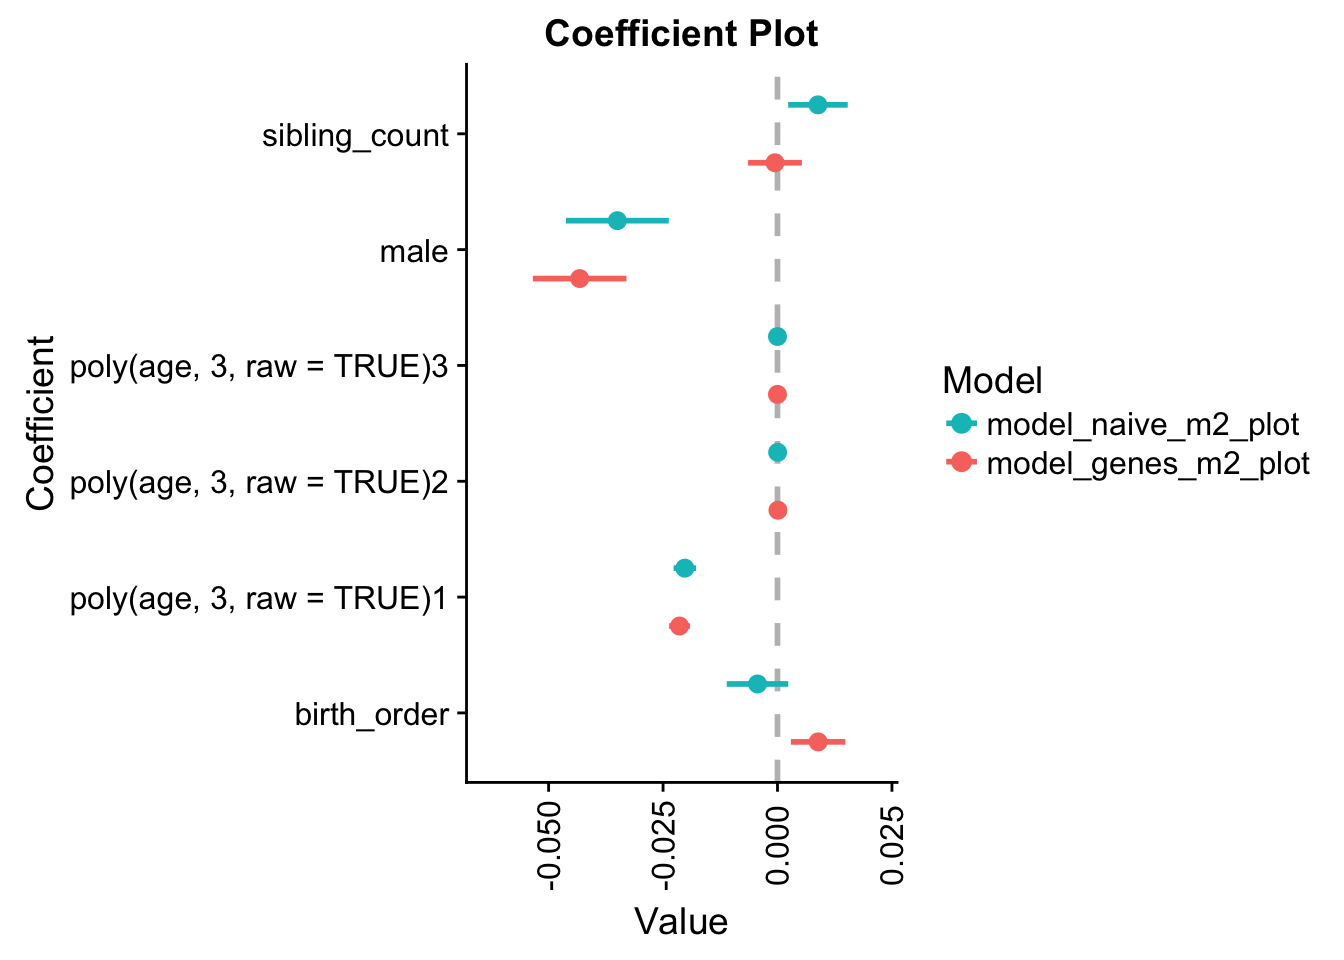 Coefficient Plot
sibling_count
male
poly(age, 3, raw = TRUE)3
poly(age, 3, raw = TRUE)2
poly(age, 3, raw = TRUE)1
birth_order
Coefficient
-0.050
-0.025
0.000
0.025
Value
Model
model_naive_m2_plot
model_genes_m2_plot